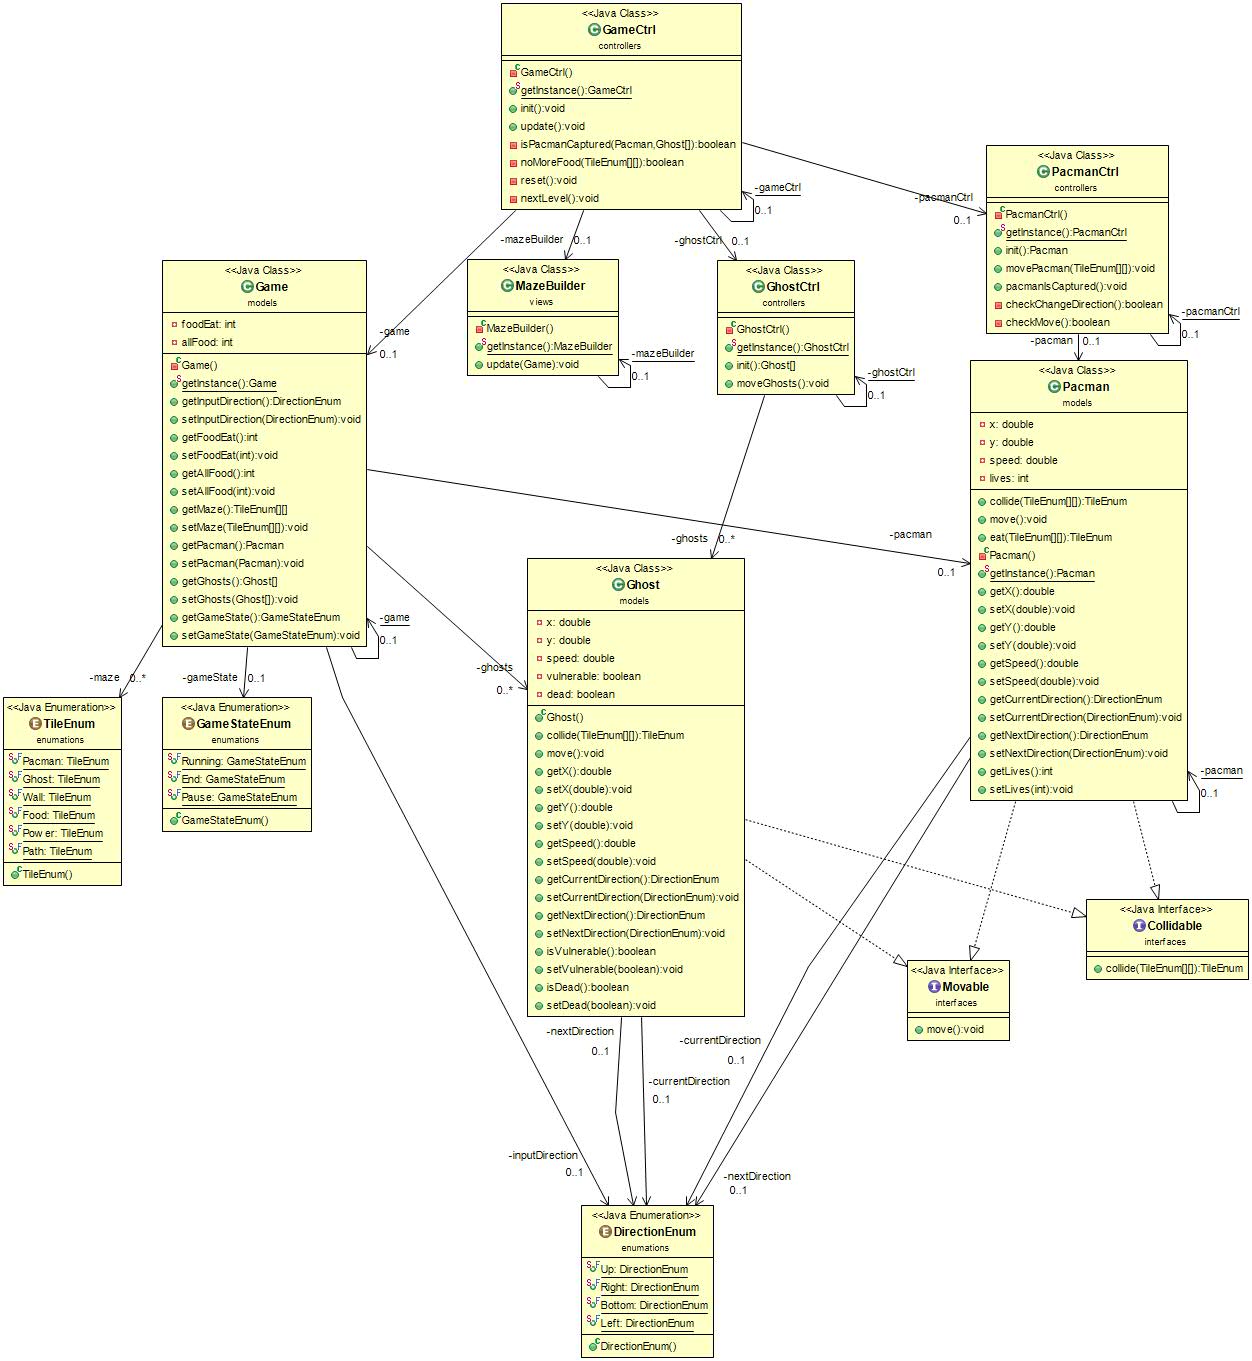 <<Java Class>>
GameCtrl
controllers
GameCtrl()
getInstance():GameCtrl
init():void
update():void
isPacmanCaptured(Pacman,Ghost[]):boolean
noMoreFood(TileEnum[][]):boolean
reset():void
nextLevel():void
-gameCtrl
0..1
-pacmanCtrl
0..1
-mazeBuilder
0..1
-ghostCtrl
0..1
-game
0..1
<<Java Class>>
PacmanCtrl
controllers
PacmanCtrl()
getInstance():PacmanCtrl
init():Pacman
movePacman(TileEnum[][]):void
pacmanIsCaptured():void
checkChangeDirection():boolean
checkMove():boolean
-pacmanCtrl
0..1
-pacman
0..1
<<Java Class>>
Game
models
foodEat: int
allFood: int
Game()
getInstance():Game
getInputDirection():DirectionEnum
setInputDirection(DirectionEnum):void
getFoodEat():int
setFoodEat(int):void
getAllFood():int
setAllFood(int):void
getMaze():TileEnum[][]
setMaze(TileEnum[][]):void
getPacman():Pacman
setPacman(Pacman):void
getGhosts():Ghost[]
setGhosts(Ghost[]):void
getGameState():GameStateEnum
setGameState(GameStateEnum):void
-game
0..1
<<Java Class>>
MazeBuilder
views
MazeBuilder()
getInstance():MazeBuilder
update(Game):void
-mazeBuilder
0..1
<<Java Class>>
GhostCtrl
controllers
GhostCtrl()
getInstance():GhostCtrl
init():Ghost[]
moveGhosts():void
-ghostCtrl
0..1
-ghosts
0..*
-pacman
0..1
-ghosts
0..*
<<Java Class>>
Pacman
models
x: double
y: double
speed: double
lives: int
collide(TileEnum[][]):TileEnum
move():void
eat(TileEnum[][]):TileEnum
Pacman()
getInstance():Pacman
getX():double
setX(double):void
getY():double
setY(double):void
getSpeed():double
setSpeed(double):void
getCurrentDirection():DirectionEnum
setCurrentDirection(DirectionEnum):void
getNextDirection():DirectionEnum
setNextDirection(DirectionEnum):void
getLives():int
setLives(int):void
-pacman
0..1
<<Java Class>>
Ghost
models
x: double
y: double
speed: double
vulnerable: boolean
dead: boolean
Ghost()
collide(TileEnum[][]):TileEnum
move():void
getX():double
setX(double):void
getY():double
setY(double):void
getSpeed():double
setSpeed(double):void
getCurrentDirection():DirectionEnum
setCurrentDirection(DirectionEnum):void
getNextDirection():DirectionEnum
setNextDirection(DirectionEnum):void
isVulnerable():boolean
setVulnerable(boolean):void
isDead():boolean
setDead(boolean):void
-maze
0..*
-gameState
0..1
<<Java Enumeration>>
TileEnum
enumations
Pacman: TileEnum
Ghost: TileEnum
Wall: TileEnum
Food: TileEnum
Power: TileEnum
Path: TileEnum
TileEnum()
<<Java Enumeration>>
GameStateEnum
enumations
Running: GameStateEnum
End: GameStateEnum
Pause: GameStateEnum
GameStateEnum()
<<Java Interface>>
Collidable
interfaces
collide(TileEnum[][]):TileEnum
<<Java Interface>>
Movable
interfaces
move():void
-nextDirection
0..1
-currentDirection
0..1
-currentDirection
0..1
-inputDirection
0..1
-nextDirection
0..1
<<Java Enumeration>>
DirectionEnum
enumations
Up: DirectionEnum
Right: DirectionEnum
Bottom: DirectionEnum
Left: DirectionEnum
DirectionEnum()